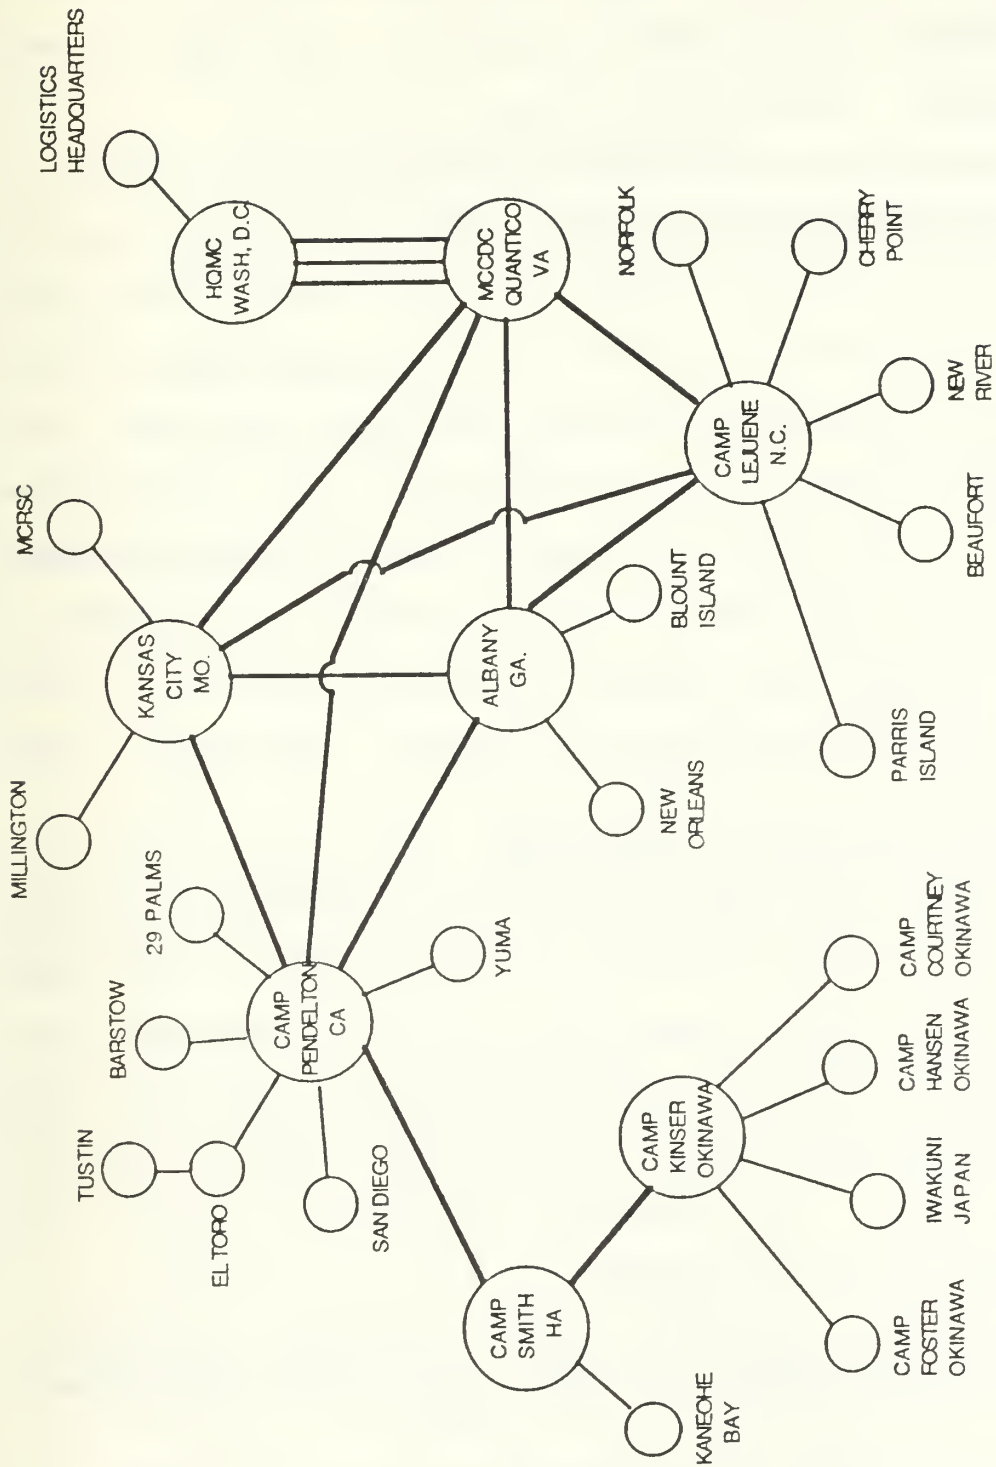 MILLINGTON
MCRSC
LOGISTICS
HEADQUARTERS
TUSTIN
BARSTOW
29 PALMS
KANSAS
CITY
MO.
HQMC
WASH, D.C.
EL TORO
CAMP
PENDELTON
CA
SAN DIEGO
YUMA
ALBANY
GA.
MCCDC
QUANTICO
VA
CAMP
SMITH
HA
KANEOHE
BAY
CAMP
KINSER
OKINAWA
NEW
ORLEANS
BLOUNT
ISLAND
NORFOLK
CAMP
LEJUENE
N.C.
CHERRY
POINT
CAMP
FOSTER
OKINAWA
IWAKUNI
JAPAN
CAMP
HANSEN
OKINAWA
CAMP
COURTNEY
OKINAWA
PARRIS
ISLAND
BEAUFORT
NEW
RIVER